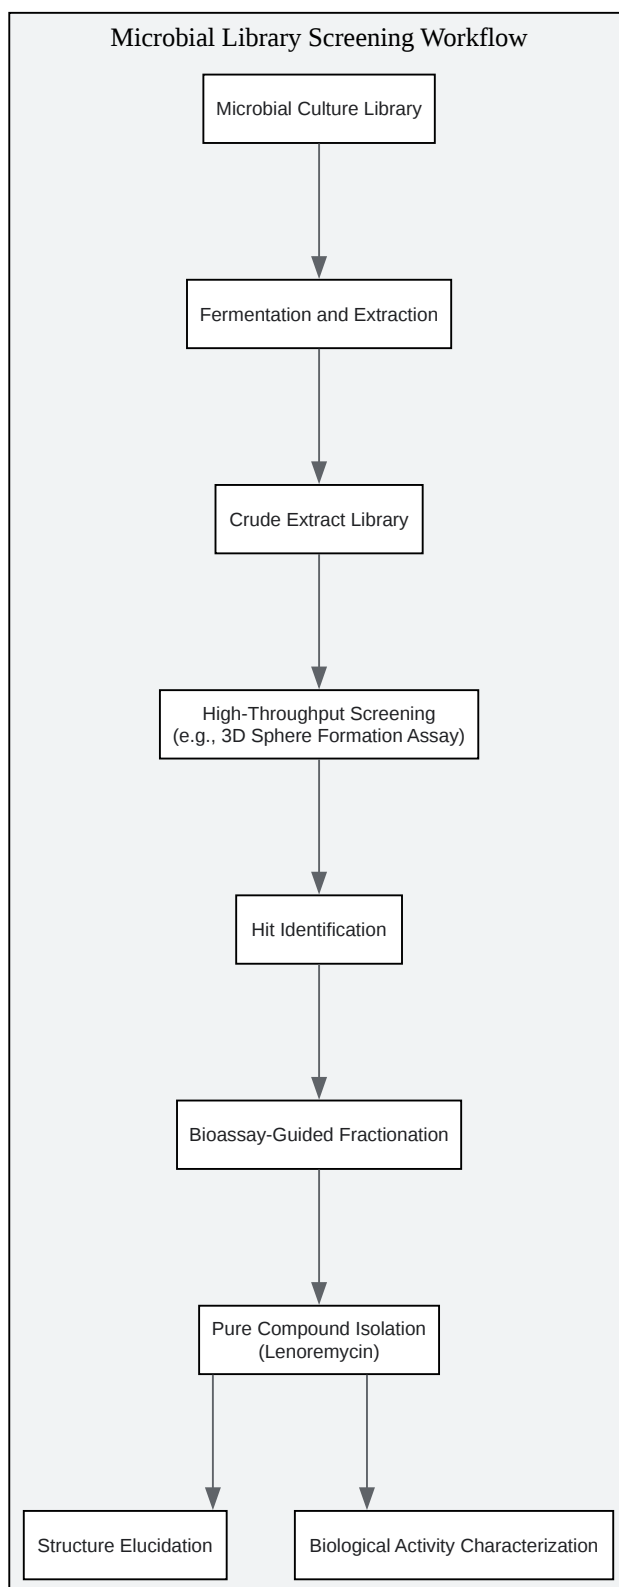 Microbial Library Screening Workflow
Microbial Culture Library
Fermentation and Extraction
Crude Extract Library
High-Throughput Screening
(e.g., 3D Sphere Formation Assay)
Hit Identification
Bioassay-Guided Fractionation
Pure Compound Isolation
(Lenoremycin)
Structure Elucidation
Biological Activity Characterization